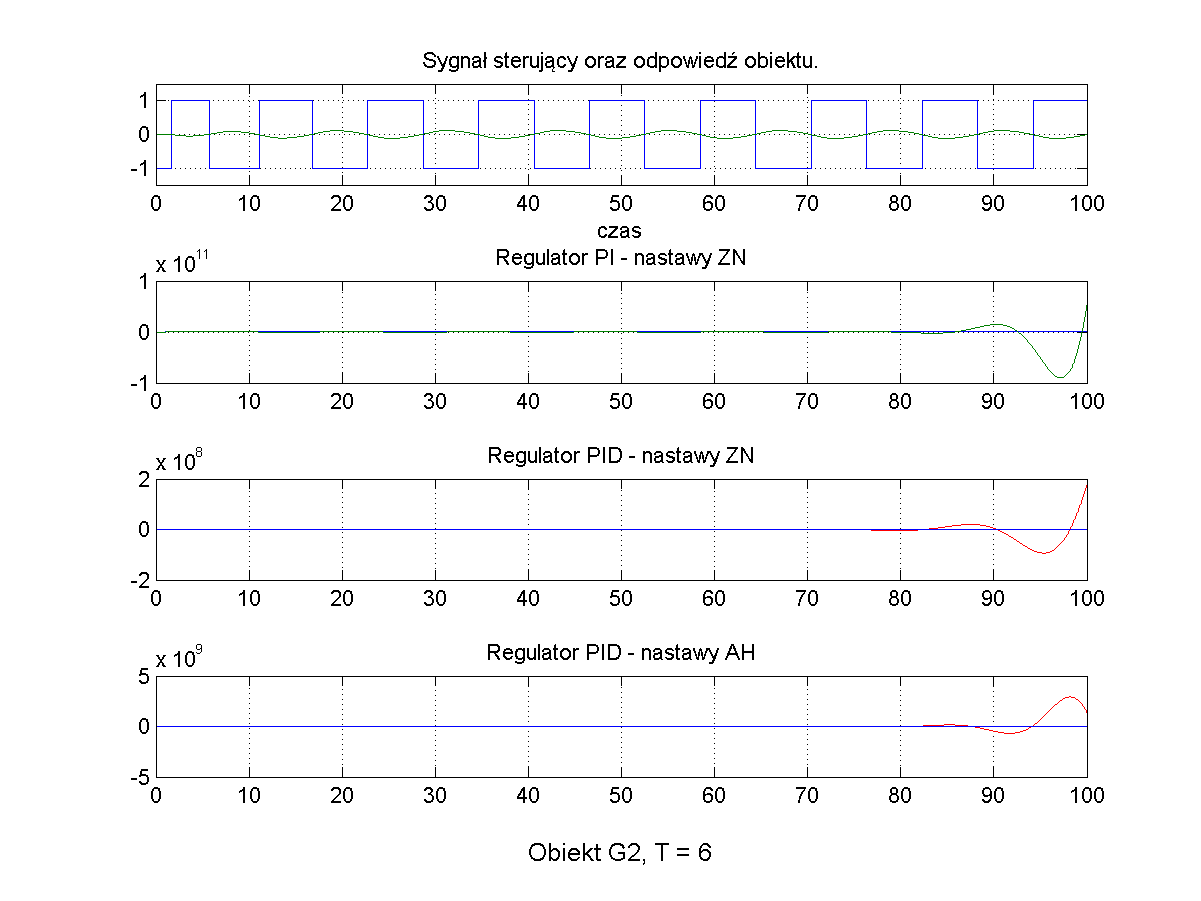 Sygnał sterujący oraz odpowiedź obiektu.
1
0
-1
0 10 20 30 40 50 60 70 80 90 100
czas
Regulator PI - nastawy ZN
x 10^11
1
0
-1
0 10 20 30 40 50 60 70 80 90 100
Regulator PID - nastawy ZN
x 10^8
2
0
-2
0 10 20 30 40 50 60 70 80 90 100
Regulator PID - nastawy AH
x 10^9
5
0
-5
0 10 20 30 40 50 60 70 80 90 100
Obiekt G2, T = 6